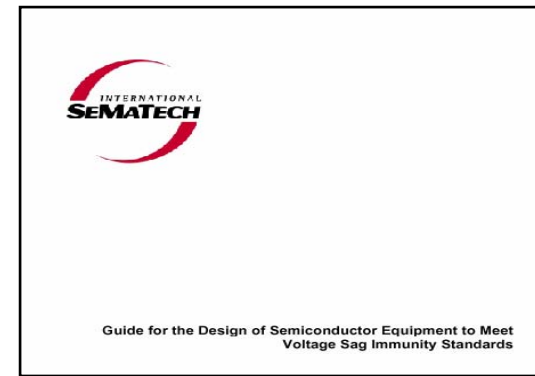 INTERNATIONAL
SEMATECH
Guide for the Design of Semiconductor Equipment to Meet
Voltage Sag Immunity Standards